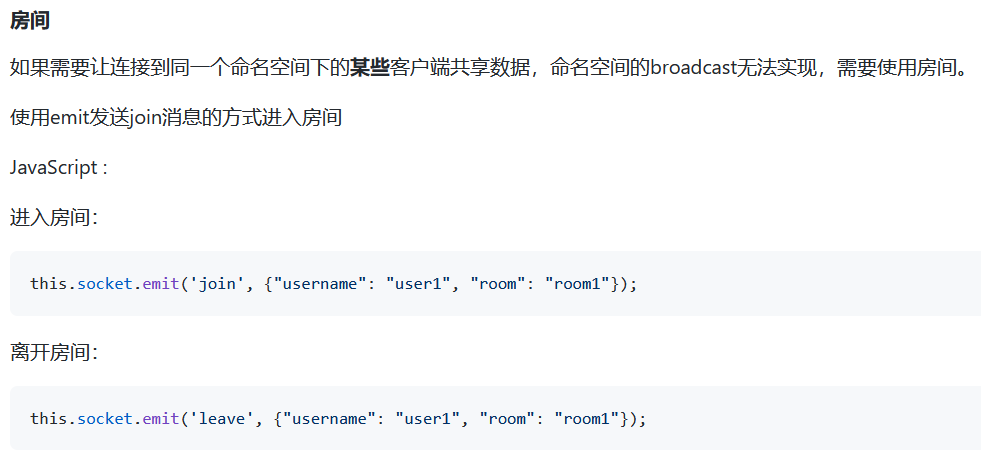 房间
如果需要让连接到同一个命名空间下的某些客户端共享数据，命名空间的broadcast无法实现，需要使用房间。
使用emit发送join消息的方式进入房间
JavaScript :
进入房间：
this.socket.emit('join', {"username": "user1", "room": "room1"});
离开房间：
this.socket.emit('leave', {"username": "user1", "room": "room1"});